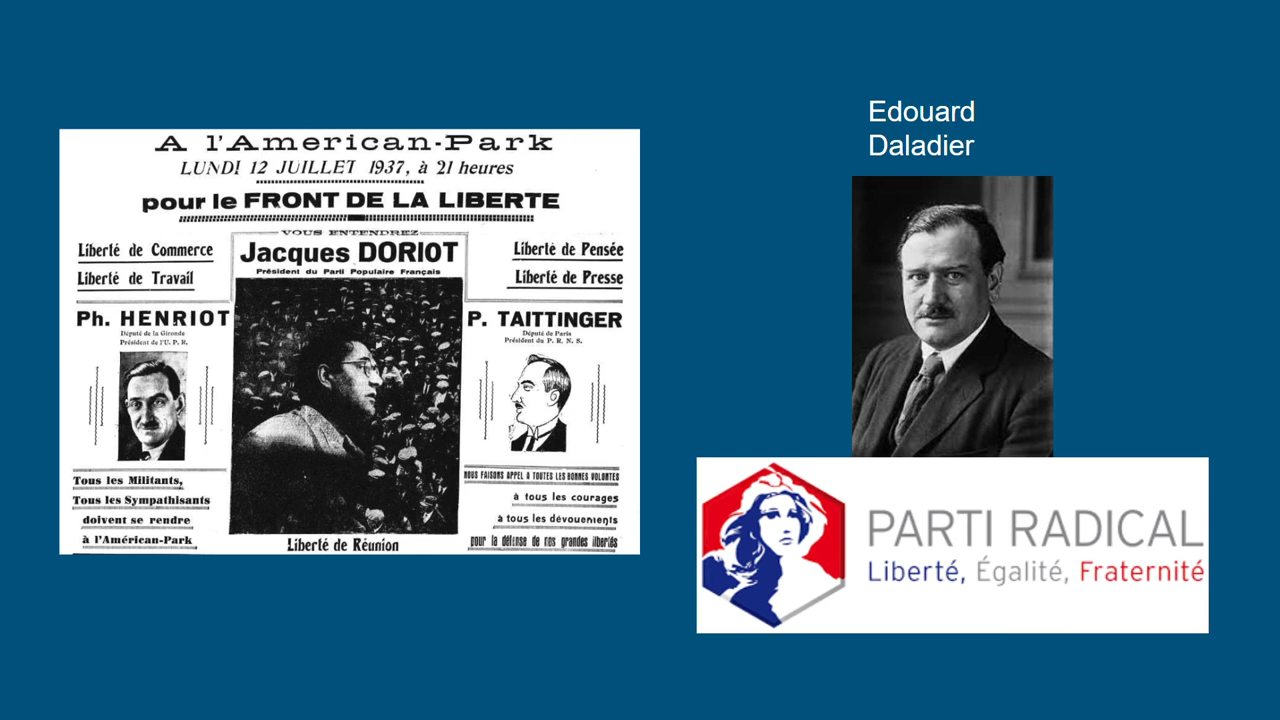 A l'American-Park
LUNDI 12 JUILLET 1937, à 21 heures
pour le FRONT DE LA LIBERTE
VOUS ENTENDREZ
Liberté de Commerce
Liberté de Travail
Jacques DORIOT
Président du Parti Populaire Français
Liberté de Pensée
Liberté de Presse
Ph. HENRIOT
Député de la Gironde
Président de l'U. P. R.
P. TAITTINGER
Député de Paris
Président du P. R. N. S.
Tous les Militants,
Tous les Sympathisants
doivent se rendre
à l'Américan-Park
Liberté de Réunion
NOUS FAISONS APPEL A TOUTES LES BONNES VOLONTES
à tous les courages
à tous les dévouements
pour la défense de nos grandes libertés
Edouard
Daladier
PARTI RADICAL
Liberté, Égalité, Fraternité